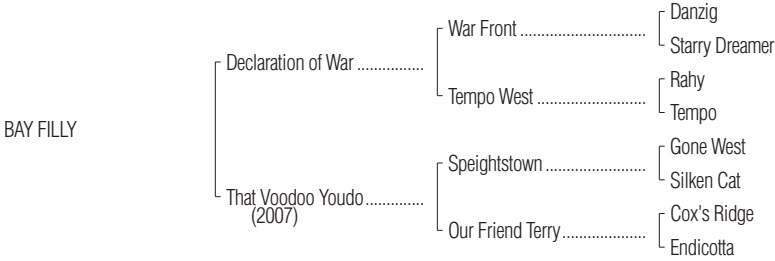 Danzig
War Front ................................
Starry Dreamer
Declaration of War ................
Rahy
Tempo West ...........................
Tempo
BAY FILLY
Gone West
Speightstown .........................
Silken Cat
That Voodoo Youdo ..............
(2007)
Cox's Ridge
Our Friend Terry.....................
Endicotta